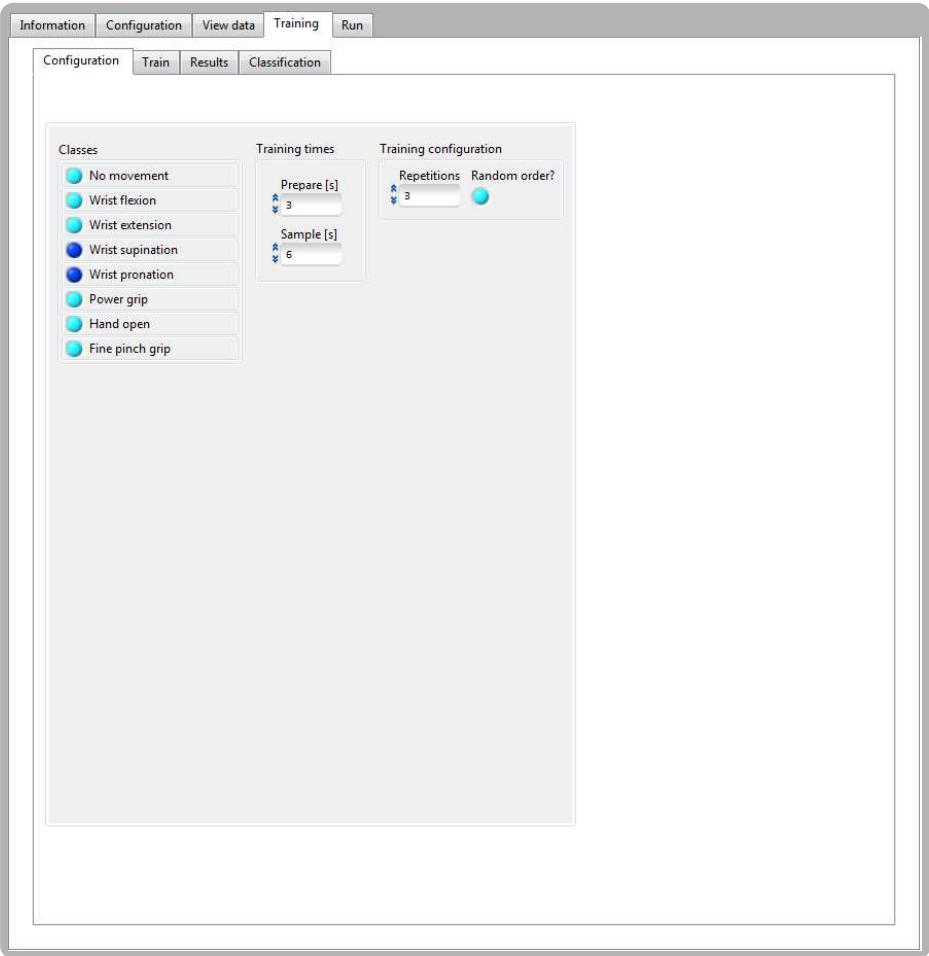 Information Configuration View data Training Run
Configuration Train Results Classification
Classes
No movement
Wrist flexion
Wrist extension
Wrist supination
Wrist pronation
Power grip
Hand open
Fine pinch grip
Training times
Prepare [s]
3
Sample [s]
6
Training configuration
Repetitions Random order?
3